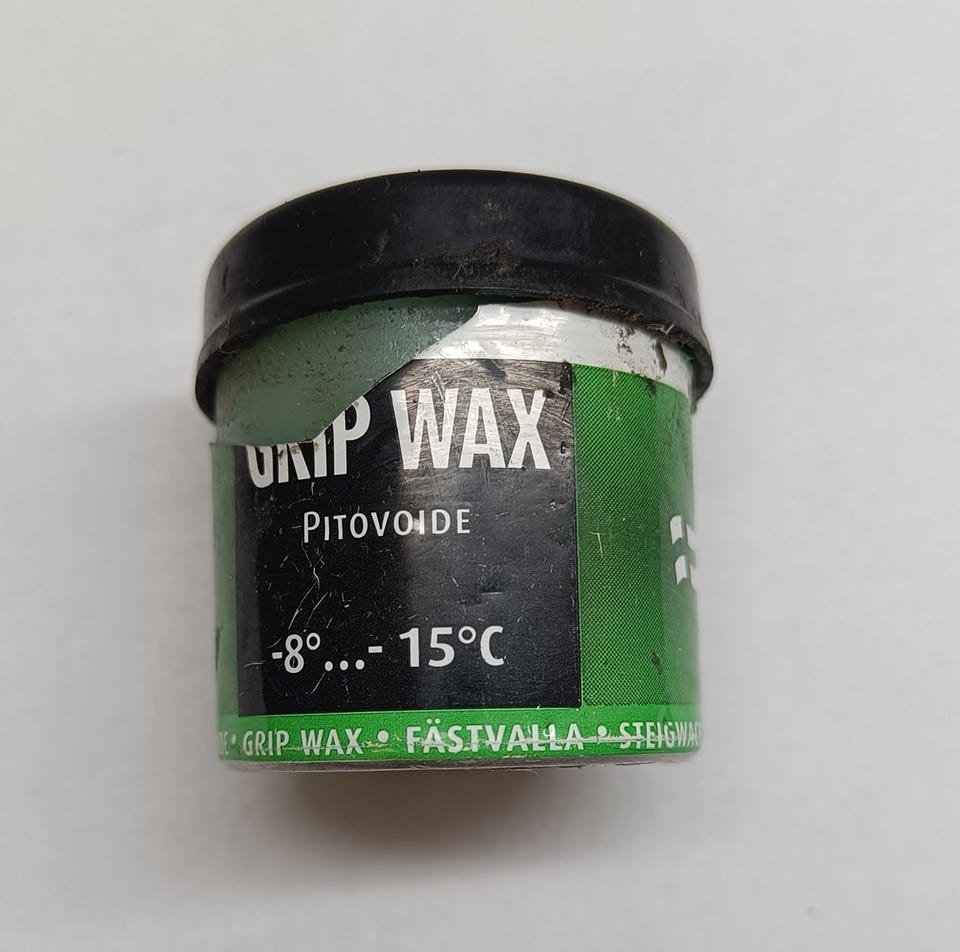 GRIP WAX
PITOVOIDE
-8°...- 15°C
• GRIP WAX • FÄSTVALLA •